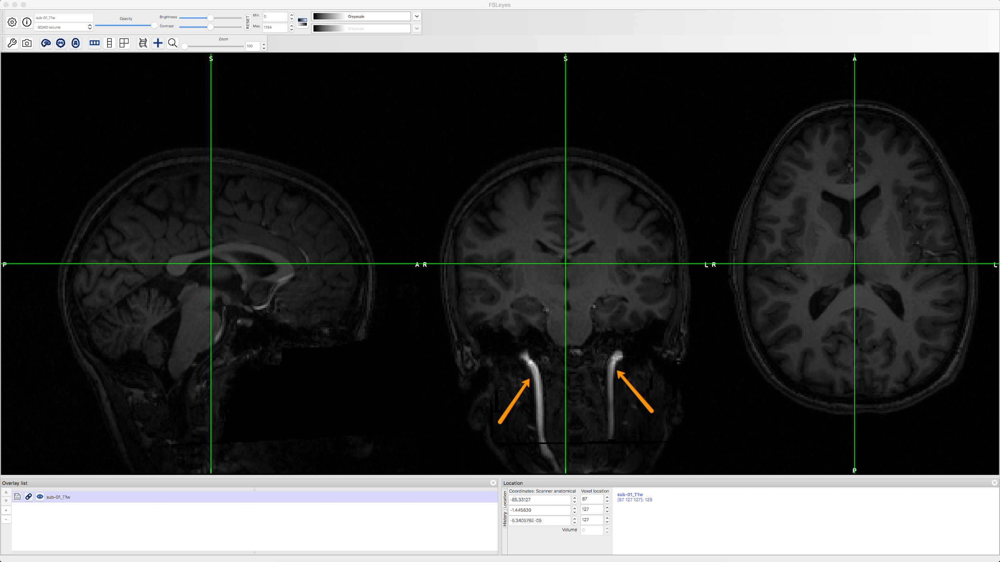 FSLeyes
sub-01_T1w
3D/4D volume
Opacity
Brightness
Contrast
RESET
Min.
0
Max.
1734
Greyscale
Greyscale
Zoom
100
S
S
A
P
A R
L R
L
P
Overlay list
sub-01_T1w
Location
Location
History
Coordinates: Scanner anatomical
Voxel location
-85.33127
87
-1.445839
127
-5.340576E-05
127
Volume
0
sub-01_T1w
[87 127 127]: 129